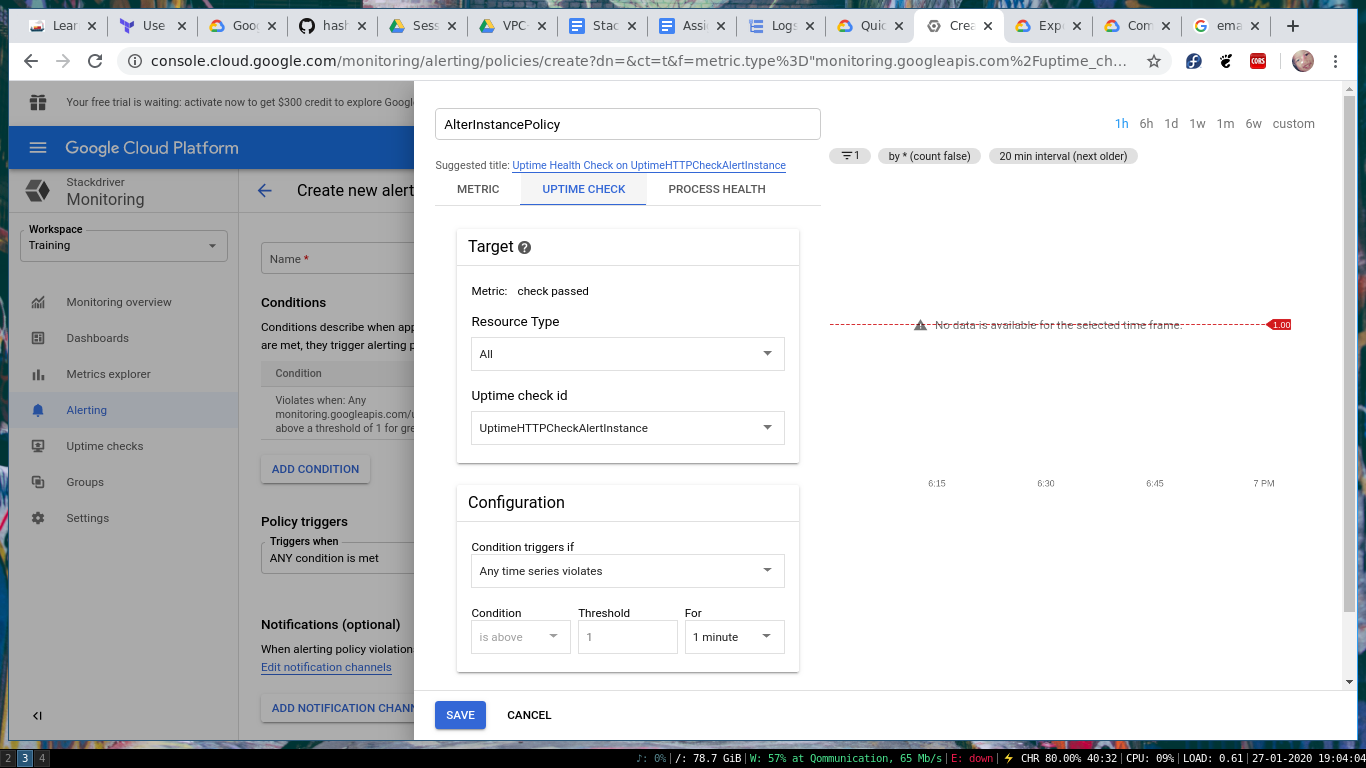 Lear
Use
Goo
hash
Sess
VPC-
Stac
Assi
Logs
Quic
Crea
Expl
Com
ema
console.cloud.google.com/monitoring/alerting/policies/create?dn=&ct=t&f=metric.type%3D"monitoring.googleapis.com%2Fuptime_ch...
CORS
Your free trial is waiting: activate now to get $300 credit to explore Googl
Google Cloud Platform
Stackdriver
Monitoring
Workspace
Training
Monitoring overview
Dashboards
Metrics explorer
Alerting
Uptime checks
Groups
Settings
Create new alert
Name *
Conditions
Conditions describe when app
are met, they trigger alerting p
Condition
Violates when: Any
monitoring.googleapis.com/u
above a threshold of 1 for gre
ADD CONDITION
Policy triggers
Triggers when
ANY condition is met
Notifications (optional)
When alerting policy violation
Edit notification channels
ADD NOTIFICATION CHANN
AlterInstancePolicy
Suggested title: Uptime Health Check on UptimeHTTPCheckAlertInstance
METRIC
UPTIME CHECK
PROCESS HEALTH
Target
Metric: check passed
Resource Type
All
Uptime check id
UptimeHTTPCheckAlertInstance
Configuration
Condition triggers if
Any time series violates
Condition Threshold For
is above 1 1 minute
SAVE CANCEL
1h 6h 1d 1w 1m 6w custom
1 by * (count false) 20 min interval (next older)
No data is available for the selected time frame.
1.00
6:15 6:30 6:45 7 PM
2 3 4
♪: 0% /: 78.7 GiB W: 57% at Qommunication, 65 Mb/s E: down ⚡ CHR 80.00% 40:32 CPU: 09% LOAD: 0.61 27-01-2020 19:04:04